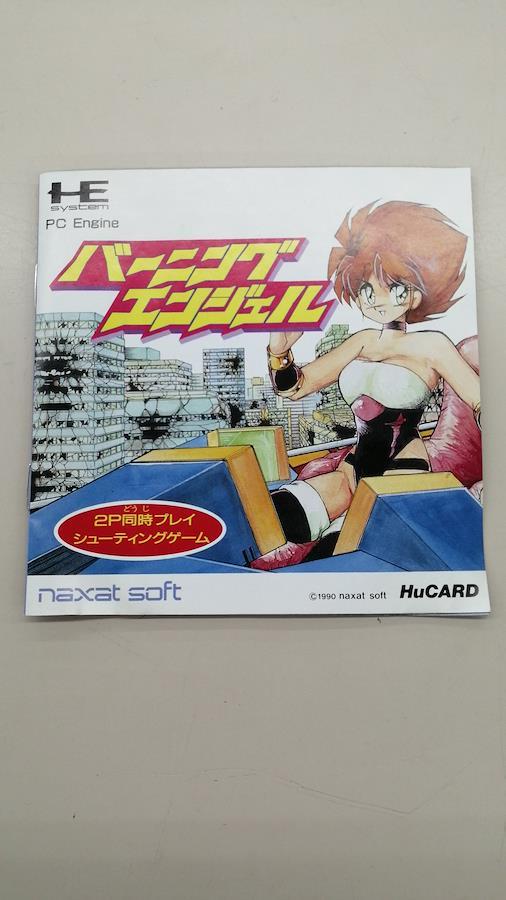 HE
system
PC Engine
バーニング
エンジェル
どうじ
2P同時プレイ
シューティングゲーム
naxat soft
©1990 naxat soft
HuCARD